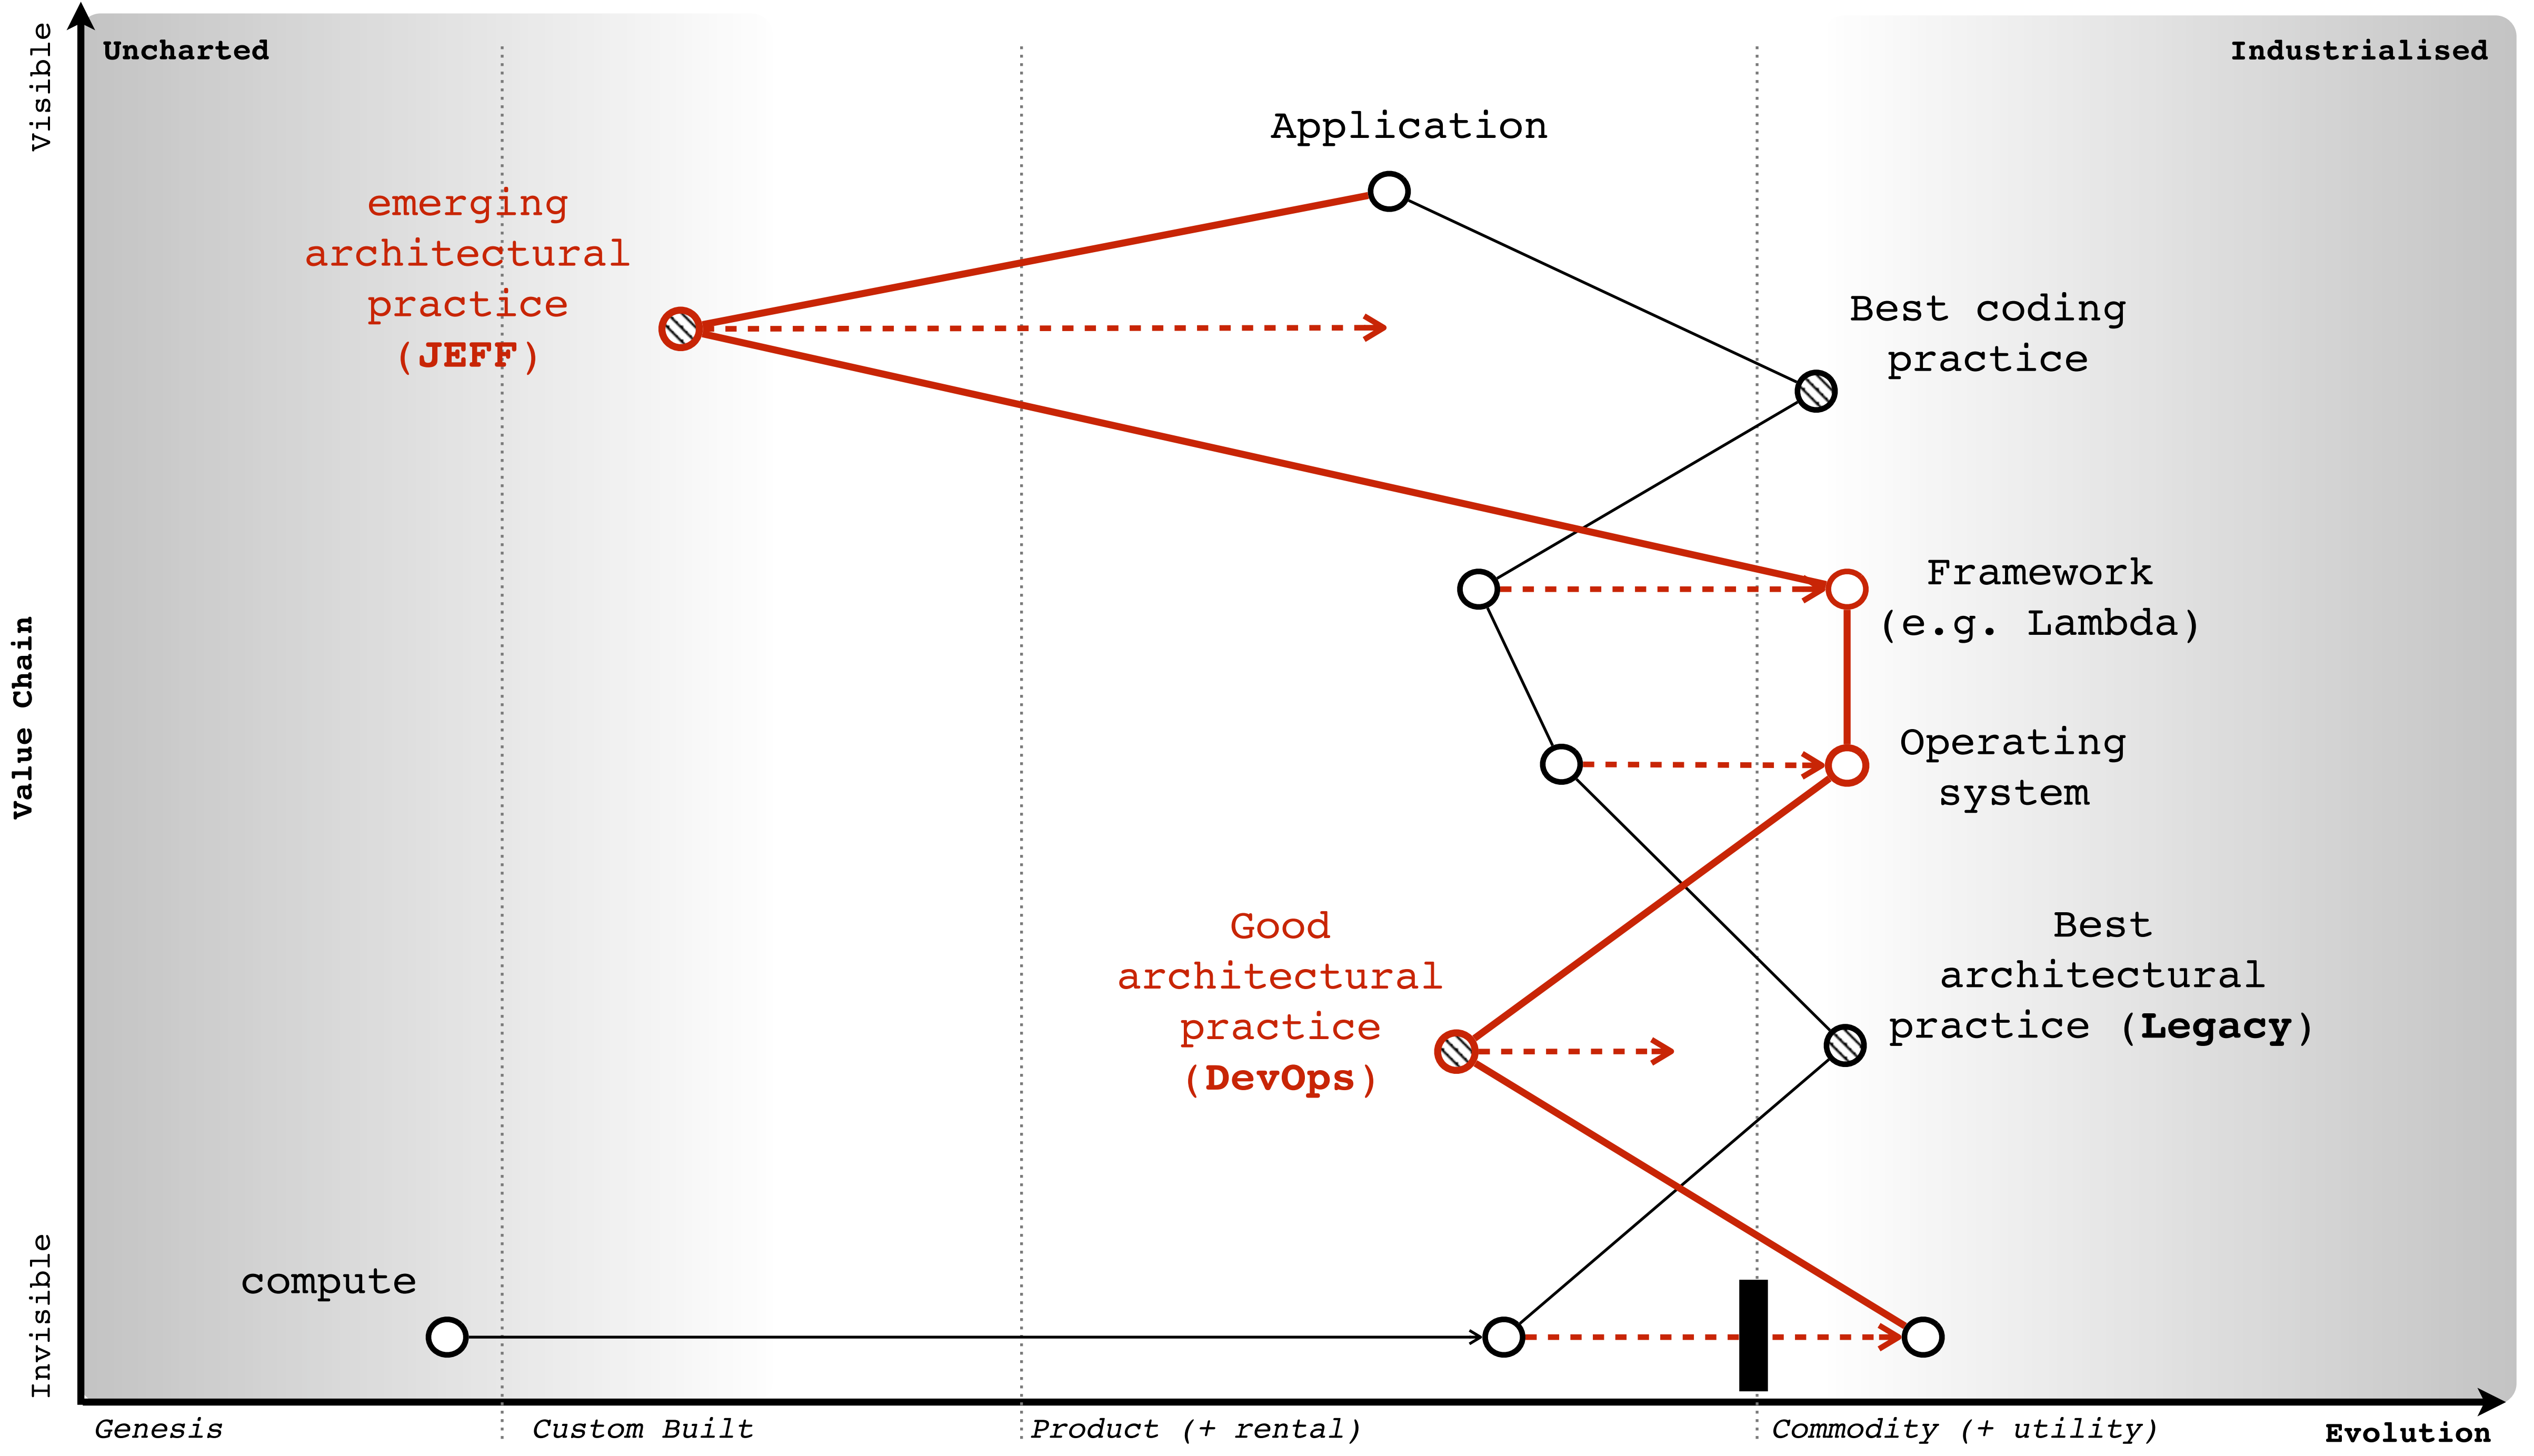 Uncharted
Industrialised
Visible
Application
emerging
architectural
practice
(JEFF)
Best coding
practice
Framework
(e.g. Lambda)
Value Chain
Operating
system
Good
architectural
practice
(DevOps)
Best
architectural
practice (Legacy)
compute
Invisible
Genesis
Custom Built
Product (+ rental)
Commodity (+ utility)
Evolution